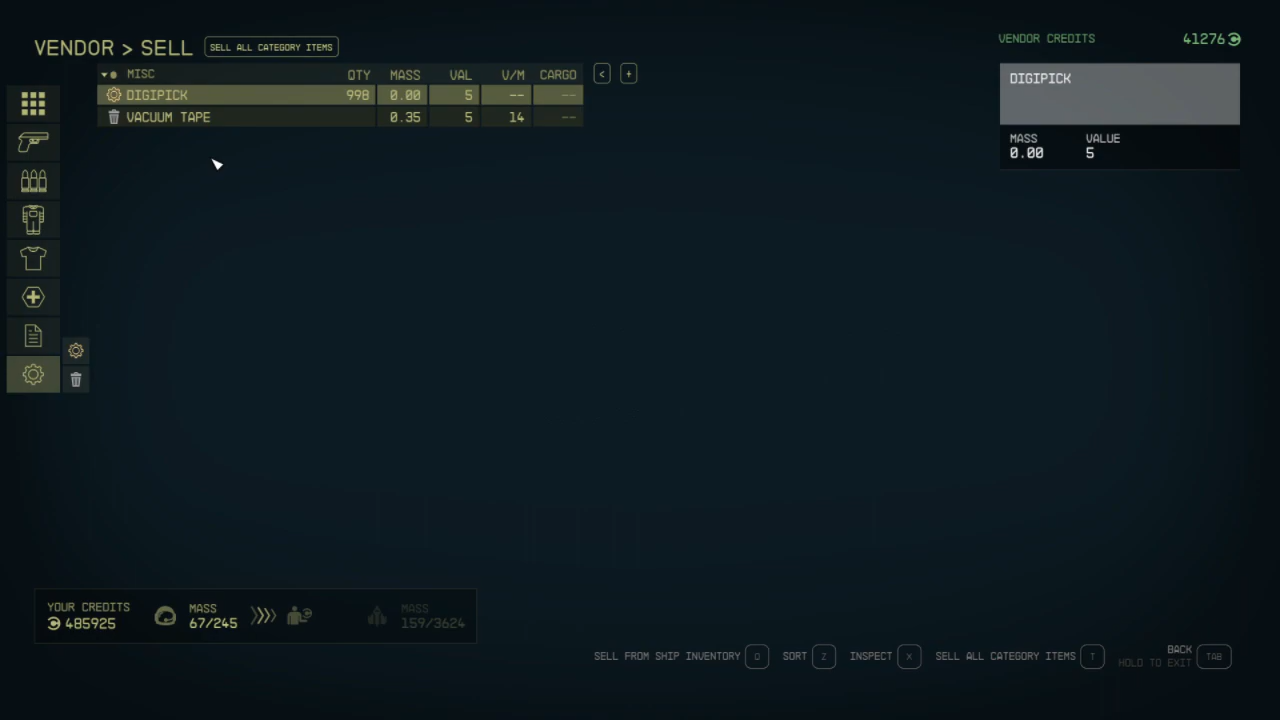 VENDOR > SELL
SELL ALL CATEGORY ITEMS
VENDOR CREDITS 41276
MISC QTY MASS VAL V/M CARGO < +
DIGIPICK 998 0.00 5 -- --
VACUUM TAPE 0.35 5 14 --
DIGIPICK
MASS VALUE
0.00 5
YOUR CREDITS
485925
MASS
67/245
MASS
159/3624
SELL FROM SHIP INVENTORY Q SORT Z INSPECT X SELL ALL CATEGORY ITEMS T BACK TAB
HOLD TO EXIT